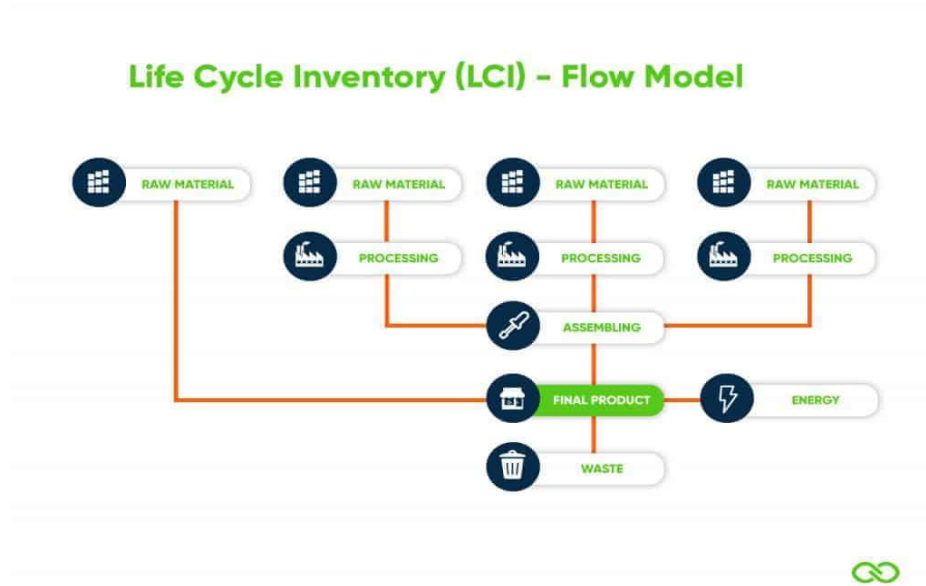 Life Cycle Inventory (LCI) - Flow Model
RAW MATERIAL
RAW MATERIAL
RAW MATERIAL
RAW MATERIAL
PROCESSING
PROCESSING
PROCESSING
ASSEMBLING
FINAL PRODUCT
ENERGY
WASTE